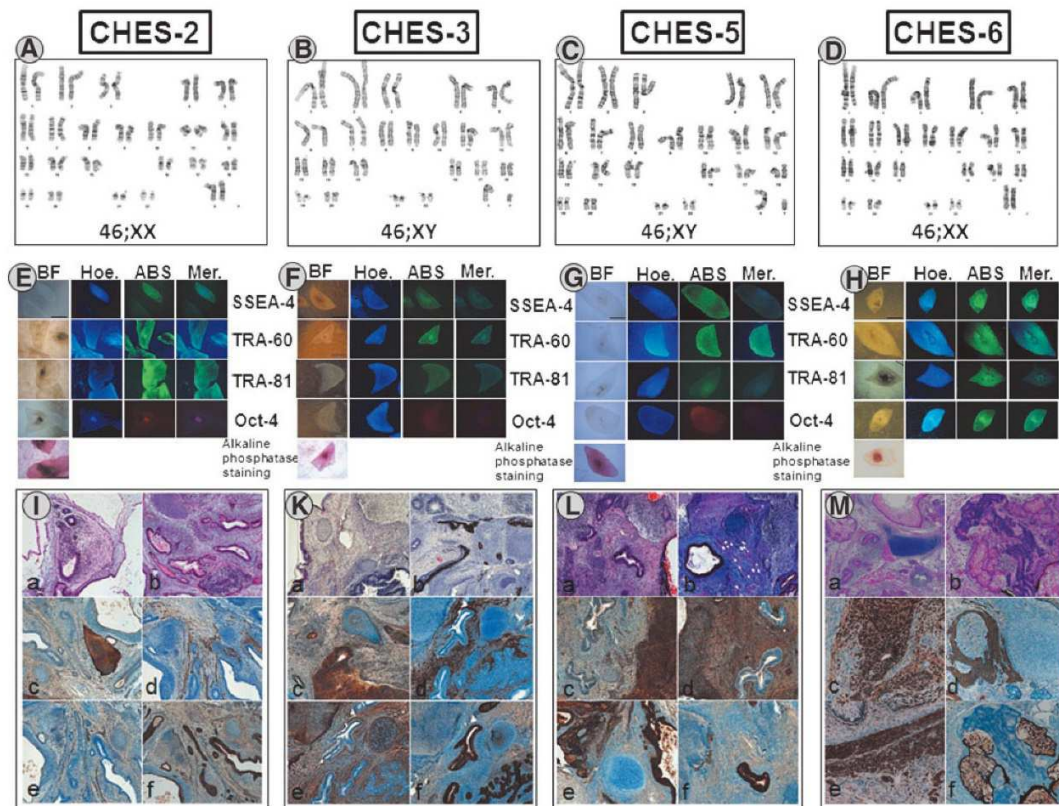 CHES-2 CHES-3 CHES-5 CHES-6
A B C D
46;XX 46;XY 46;XY 46;XX
E BF Hoe. ABS Mer. F BF Hoe. ABS Mer. G BF Hoe. ABS Mer. H BF Hoe. ABS Mer.
SSEA-4 SSEA-4 SSEA-4
TRA-60 TRA-60 TRA-60
TRA-81 TRA-81 TRA-81
Oct-4 Oct-4 Oct-4
Alkaline Alkaline Alkaline
phosphatase phosphatase phosphatase
staining staining staining
I K L M
a b a b a b a b
c d c d c d c d
e f e f e f e f